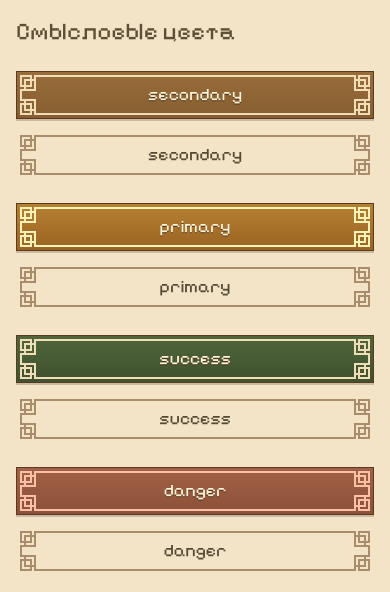 Смысловые цвета
secondary
secondary
primary
primary
success
success
danger
danger